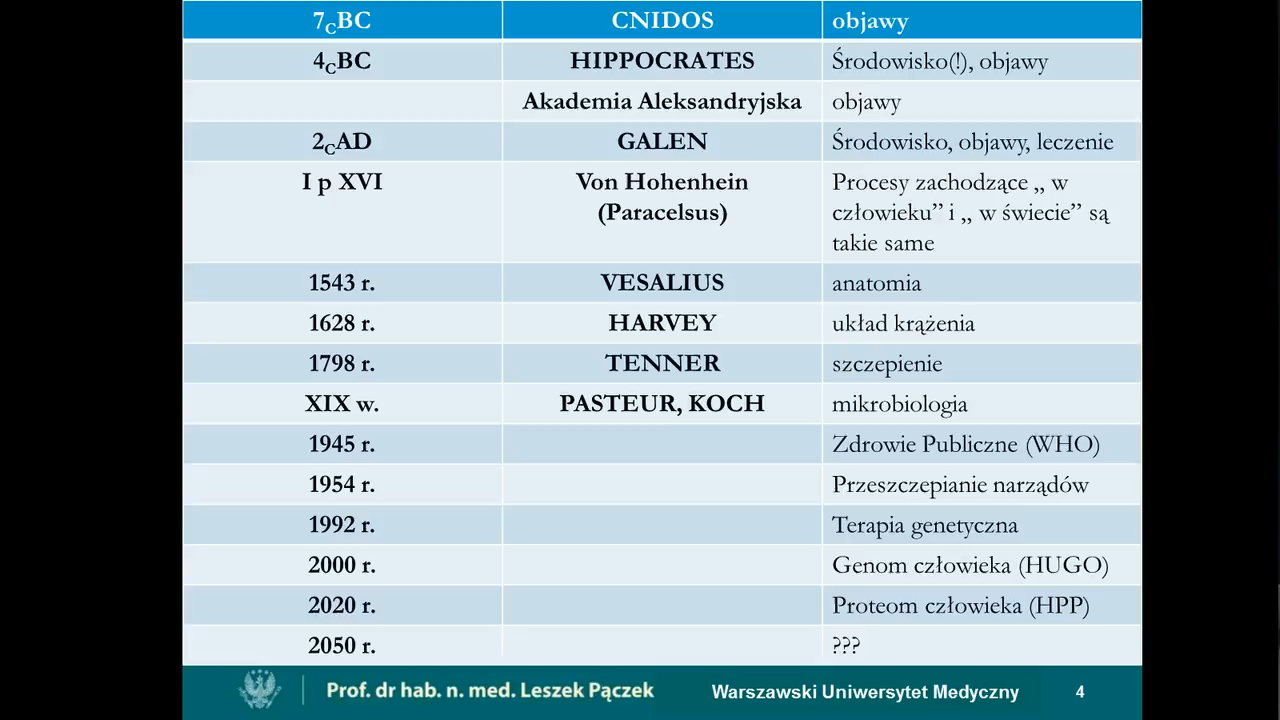 7CBC CNIDOS objawy
4CBC HIPPOCRATES Środowisko(!), objawy
Akademia Aleksandryjska objawy
2CAD GALEN Środowisko, objawy, leczenie
I p XVI Von Hohenhein (Paracelsus) Procesy zachodzące „ w
człowieku” i „ w świecie” są
takie same
1543 r. VESALIUS anatomia
1628 r. HARVEY układ krążenia
1798 r. TENNER szczepienie
XIX w. PASTEUR, KOCH mikrobiologia
1945 r. Zdrowie Publiczne (WHO)
1954 r. Przeszczepianie narządów
1992 r. Terapia genetyczna
2000 r. Genom człowieka (HUGO)
2020 r. Proteom człowieka (HPP)
2050 r. ???
Prof. dr hab. n. med. Leszek Pączek Warszawski Uniwersytet Medyczny 4